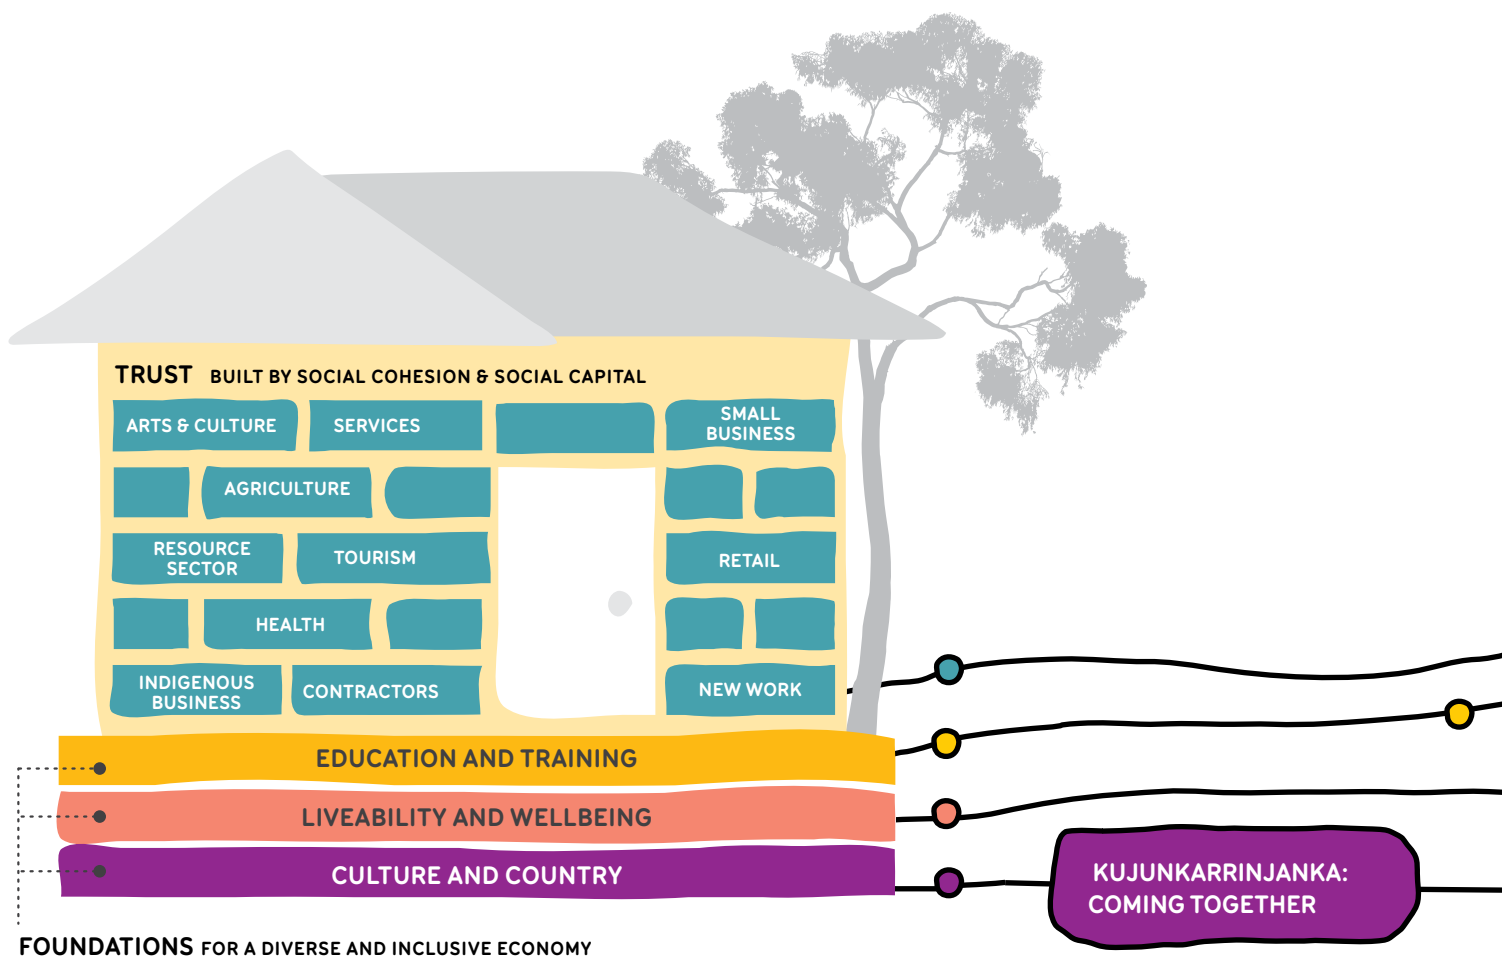 TRUST BUILT BY SOCIAL COHESION & SOCIAL CAPITAL
ARTS & CULTURE
SERVICES
SMALL
BUSINESS
AGRICULTURE
RESOURCE
SECTOR
TOURISM
RETAIL
HEALTH
INDIGENOUS
BUSINESS
CONTRACTORS
NEW WORK
EDUCATION AND TRAINING
LIVEABILITY AND WELLBEING
CULTURE AND COUNTRY
KUJUNKARRINJANKA:
COMING TOGETHER
FOUNDATIONS FOR A DIVERSE AND INCLUSIVE ECONOMY